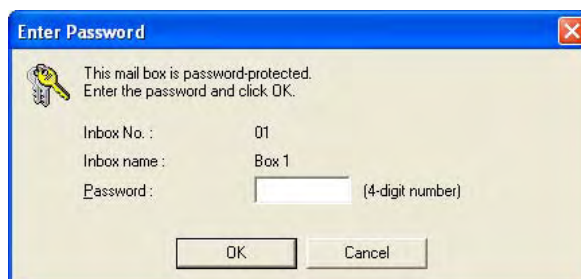 Enter Password
This mail box is password-protected.
Enter the password and click OK.
Inbox No. : 01
Inbox name : Box 1
Password : (4-digit number)
OK Cancel